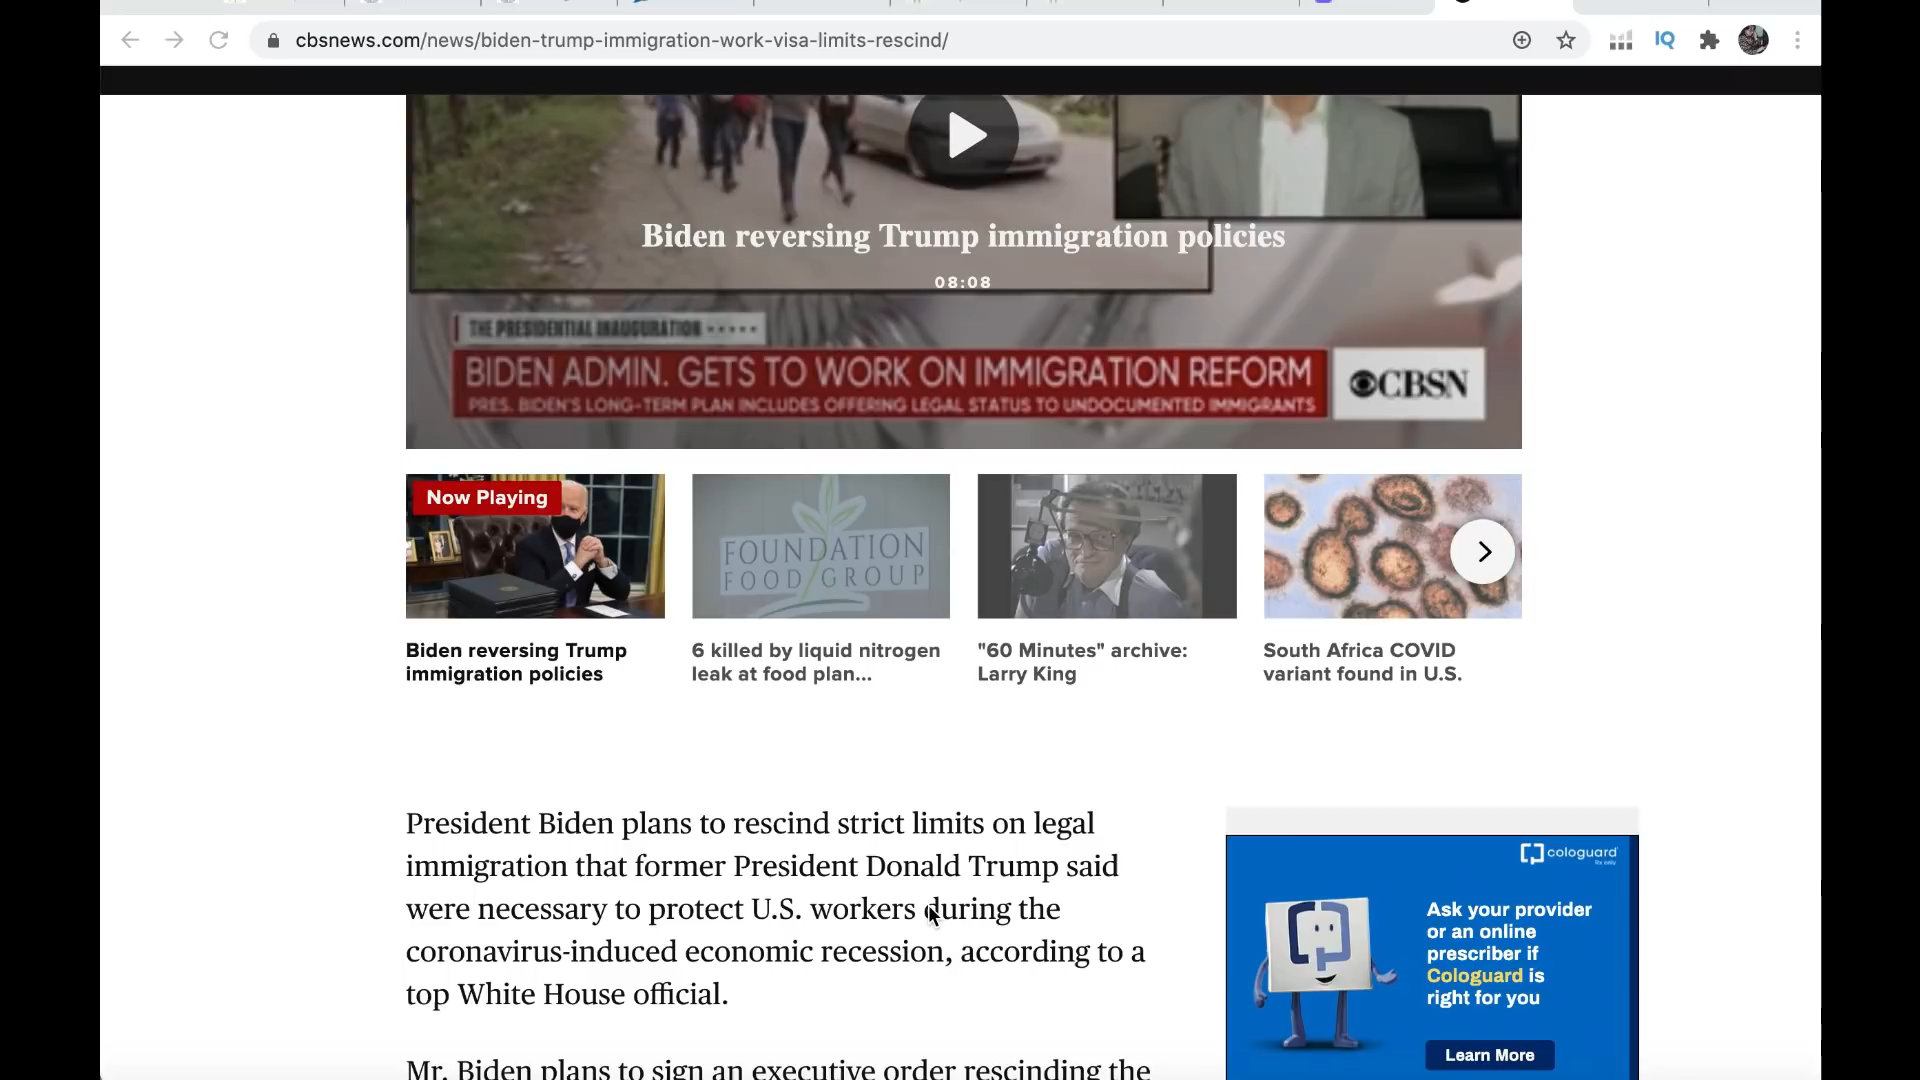 cbsnews.com/news/biden-trump-immigration-work-visa-limits-rescind/
IQ
Biden reversing Trump immigration policies
08:08
THE PRESIDENTIAL INAUGURATION
BIDEN ADMIN. GETS TO WORK ON IMMIGRATION REFORM
PRES. BIDEN'S LONG-TERM PLAN INCLUDES OFFERING LEGAL STATUS TO UNDOCUMENTED IMMIGRANTS
CBSN
Now Playing
FOUNDATION
FOOD GROUP
Biden reversing Trump
immigration policies
6 killed by liquid nitrogen
leak at food plan...
"60 Minutes" archive:
Larry King
South Africa COVID
variant found in U.S.
President Biden plans to rescind strict limits on legal
immigration that former President Donald Trump said
were necessary to protect U.S. workers during the
coronavirus-induced economic recession, according to a
top White House official.
Mr. Biden plans to sign an executive order rescinding the
cologuard
Rx only
Ask your provider
or an online
prescriber if
Cologuard is
right for you
Learn More